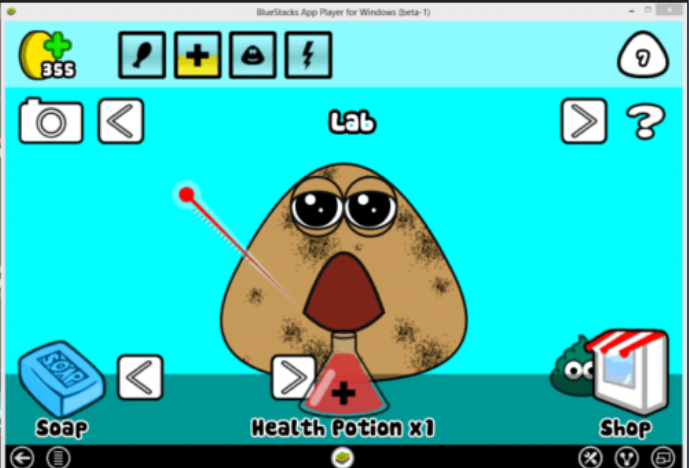 BlueStacks App Player for Windows (beta-1)
355
7
Lab
?
SOAP
Soap
Health Potion x1
Shop